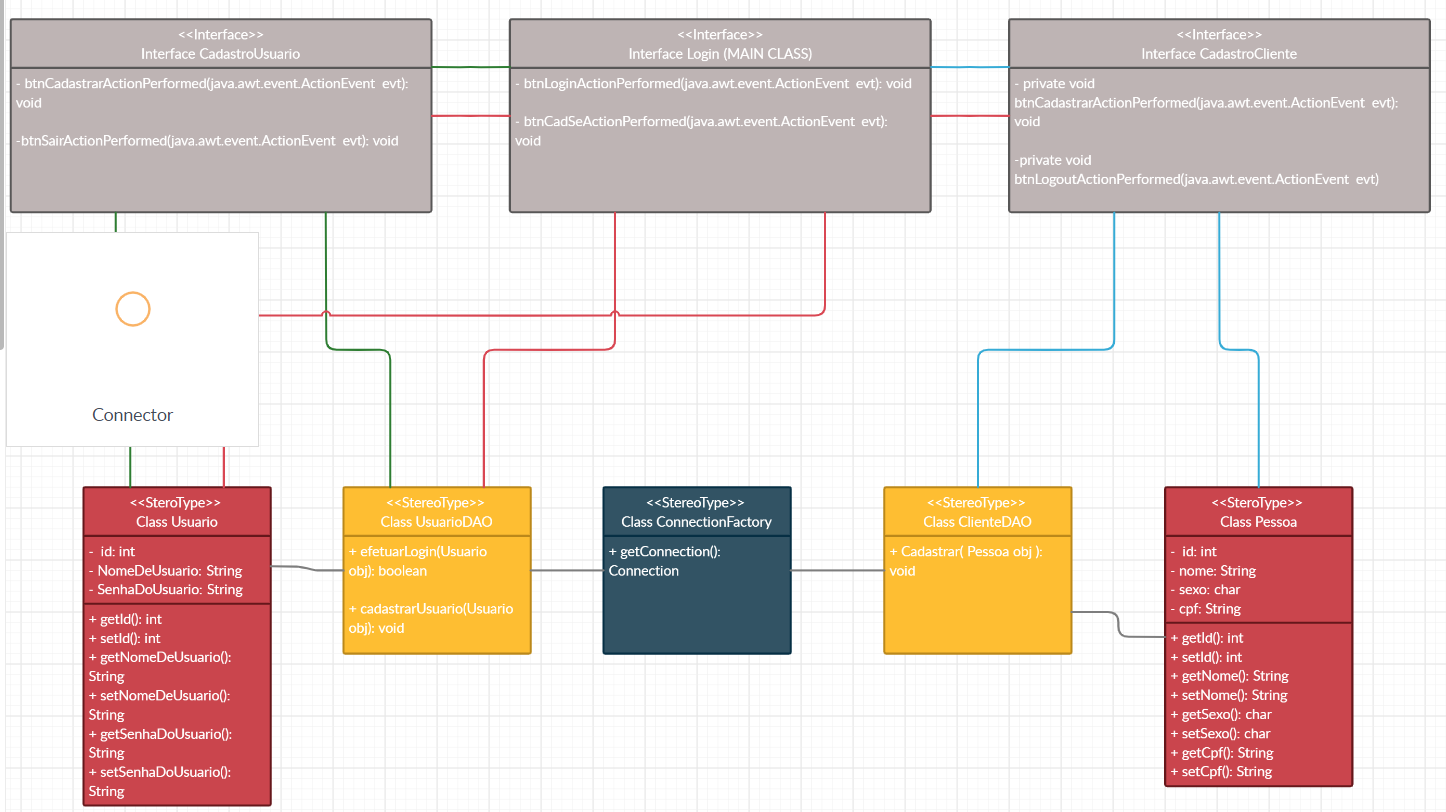 <<Interface>>
Interface CadastroUsuario
- btnCadastrarActionPerformed(java.awt.event.ActionEvent evt):
void
-btnSairActionPerformed(java.awt.event.ActionEvent evt): void
<<Interface>>
Interface Login (MAIN CLASS)
- btnLoginActionPerformed(java.awt.event.ActionEvent evt): void
- btnCadSeActionPerformed(java.awt.event.ActionEvent evt):
void
<<Interface>>
Interface CadastroCliente
- private void
btnCadastrarActionPerformed(java.awt.event.ActionEvent evt):
void
-private void
btnLogoutActionPerformed(java.awt.event.ActionEvent evt)
Connector
<<SteroType>>
Class Usuario
- id: int
- NomeDeUsuario: String
- SenhaDoUsuario: String
+ getId(): int
+ setId(): int
+ getNomeDeUsuario():
String
+ setNomeDeUsuario():
String
+ getSenhaDoUsuario():
String
+ setSenhaDoUsuario():
String
<<StereoType>>
Class UsuarioDAO
+ efetuarLogin(Usuario
obj): boolean
+ cadastrarUsuario(Usuario
obj): void
<<StereoType>>
Class ConnectionFactory
+ getConnection():
Connection
<<StereoType>>
Class ClienteDAO
+ Cadastrar( Pessoa obj ):
void
<<SteroType>>
Class Pessoa
- id: int
- nome: String
- sexo: char
- cpf: String
+ getId(): int
+ setId(): int
+ getNome(): String
+ setNome(): String
+ getSexo(): char
+ setSexo(): char
+ getCpf(): String
+ setCpf(): String